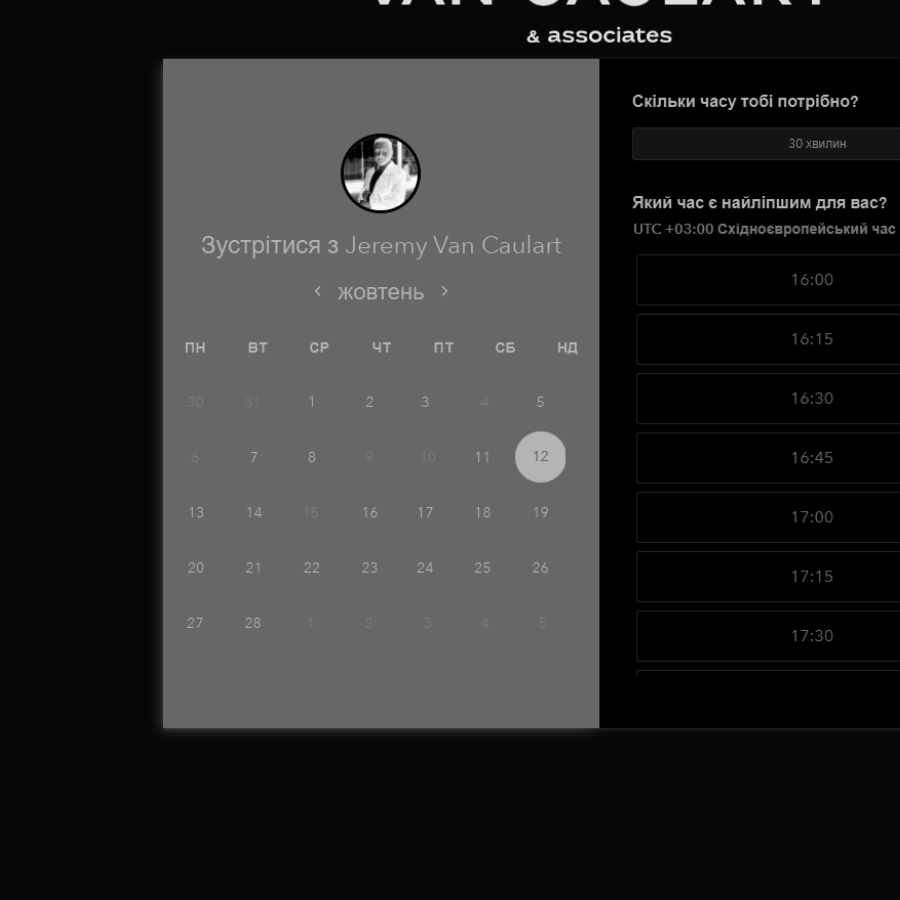 VAN CAULART
& associates
Зустрітися з Jeremy Van Caulart
жовтень
ПН ВТ СР ЧТ ПТ СБ НД
30 31 1 2 3 4 5
6 7 8 9 10 11 12
13 14 15 16 17 18 19
20 21 22 23 24 25 26
27 28 1 2 3 4 5
Скільки часу тобі потрібно?
30 хвилин
Який час є найліпшим для вас?
UTC +03:00 Східноєвропейський час
16:00
16:15
16:30
16:45
17:00
17:15
17:30